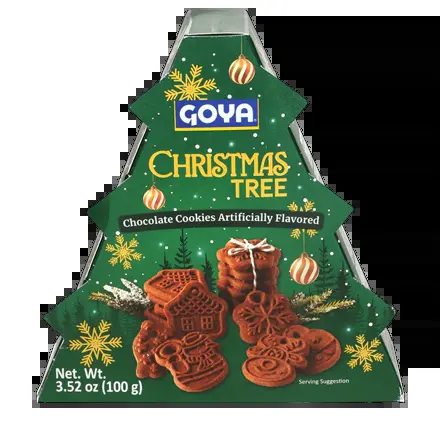 GOYA
CHRISTMAS
TREE
Chocolate Cookies Artificially Flavored
Net. Wt.
3.52 oz (100 g)
Serving Suggestion